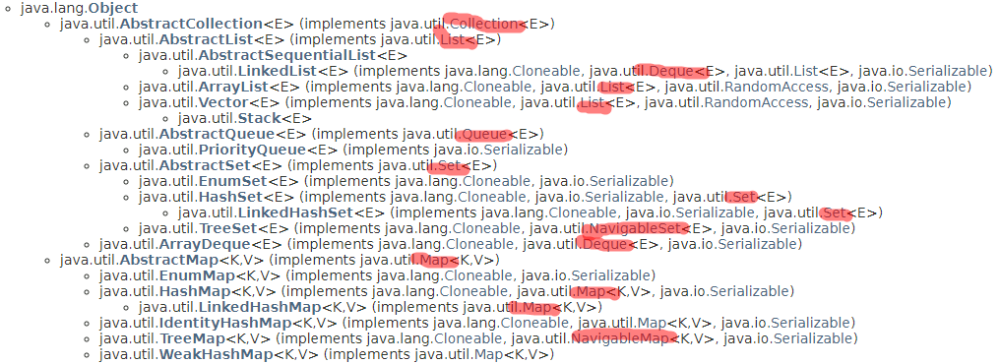 java.lang.Object
java.util.AbstractCollection<E> (implements java.util.Collection<E>)
java.util.AbstractList<E> (implements java.util.List<E>)
java.util.AbstractSequentialList<E>
java.util.LinkedList<E> (implements java.lang.Cloneable, java.util.Deque<E>, java.util.List<E>, java.io.Serializable)
java.util.ArrayList<E> (implements java.lang.Cloneable, java.util.List<E>, java.util.RandomAccess, java.io.Serializable)
java.util.Vector<E> (implements java.lang.Cloneable, java.util.List<E>, java.util.RandomAccess, java.io.Serializable)
java.util.Stack<E>
java.util.AbstractQueue<E> (implements java.util.Queue<E>)
java.util.PriorityQueue<E> (implements java.io.Serializable)
java.util.AbstractSet<E> (implements java.util.Set<E>)
java.util.EnumSet<E> (implements java.lang.Cloneable, java.io.Serializable)
java.util.HashSet<E> (implements java.lang.Cloneable, java.io.Serializable, java.util.Set<E>)
java.util.LinkedHashSet<E> (implements java.lang.Cloneable, java.io.Serializable, java.util.Set<E>)
java.util.TreeSet<E> (implements java.lang.Cloneable, java.util.NavigableSet<E>, java.io.Serializable)
java.util.ArrayDeque<E> (implements java.lang.Cloneable, java.util.Deque<E>, java.io.Serializable)
java.util.AbstractMap<K,V> (implements java.util.Map<K,V>)
java.util.EnumMap<K,V> (implements java.lang.Cloneable, java.io.Serializable)
java.util.HashMap<K,V> (implements java.lang.Cloneable, java.util.Map<K,V>, java.io.Serializable)
java.util.LinkedHashMap<K,V> (implements java.util.Map<K,V>)
java.util.IdentityHashMap<K,V> (implements java.lang.Cloneable, java.util.Map<K,V>, java.io.Serializable)
java.util.TreeMap<K,V> (implements java.lang.Cloneable, java.util.NavigableMap<K,V>, java.io.Serializable)
java.util.WeakHashMap<K,V> (implements java.util.Map<K,V>)